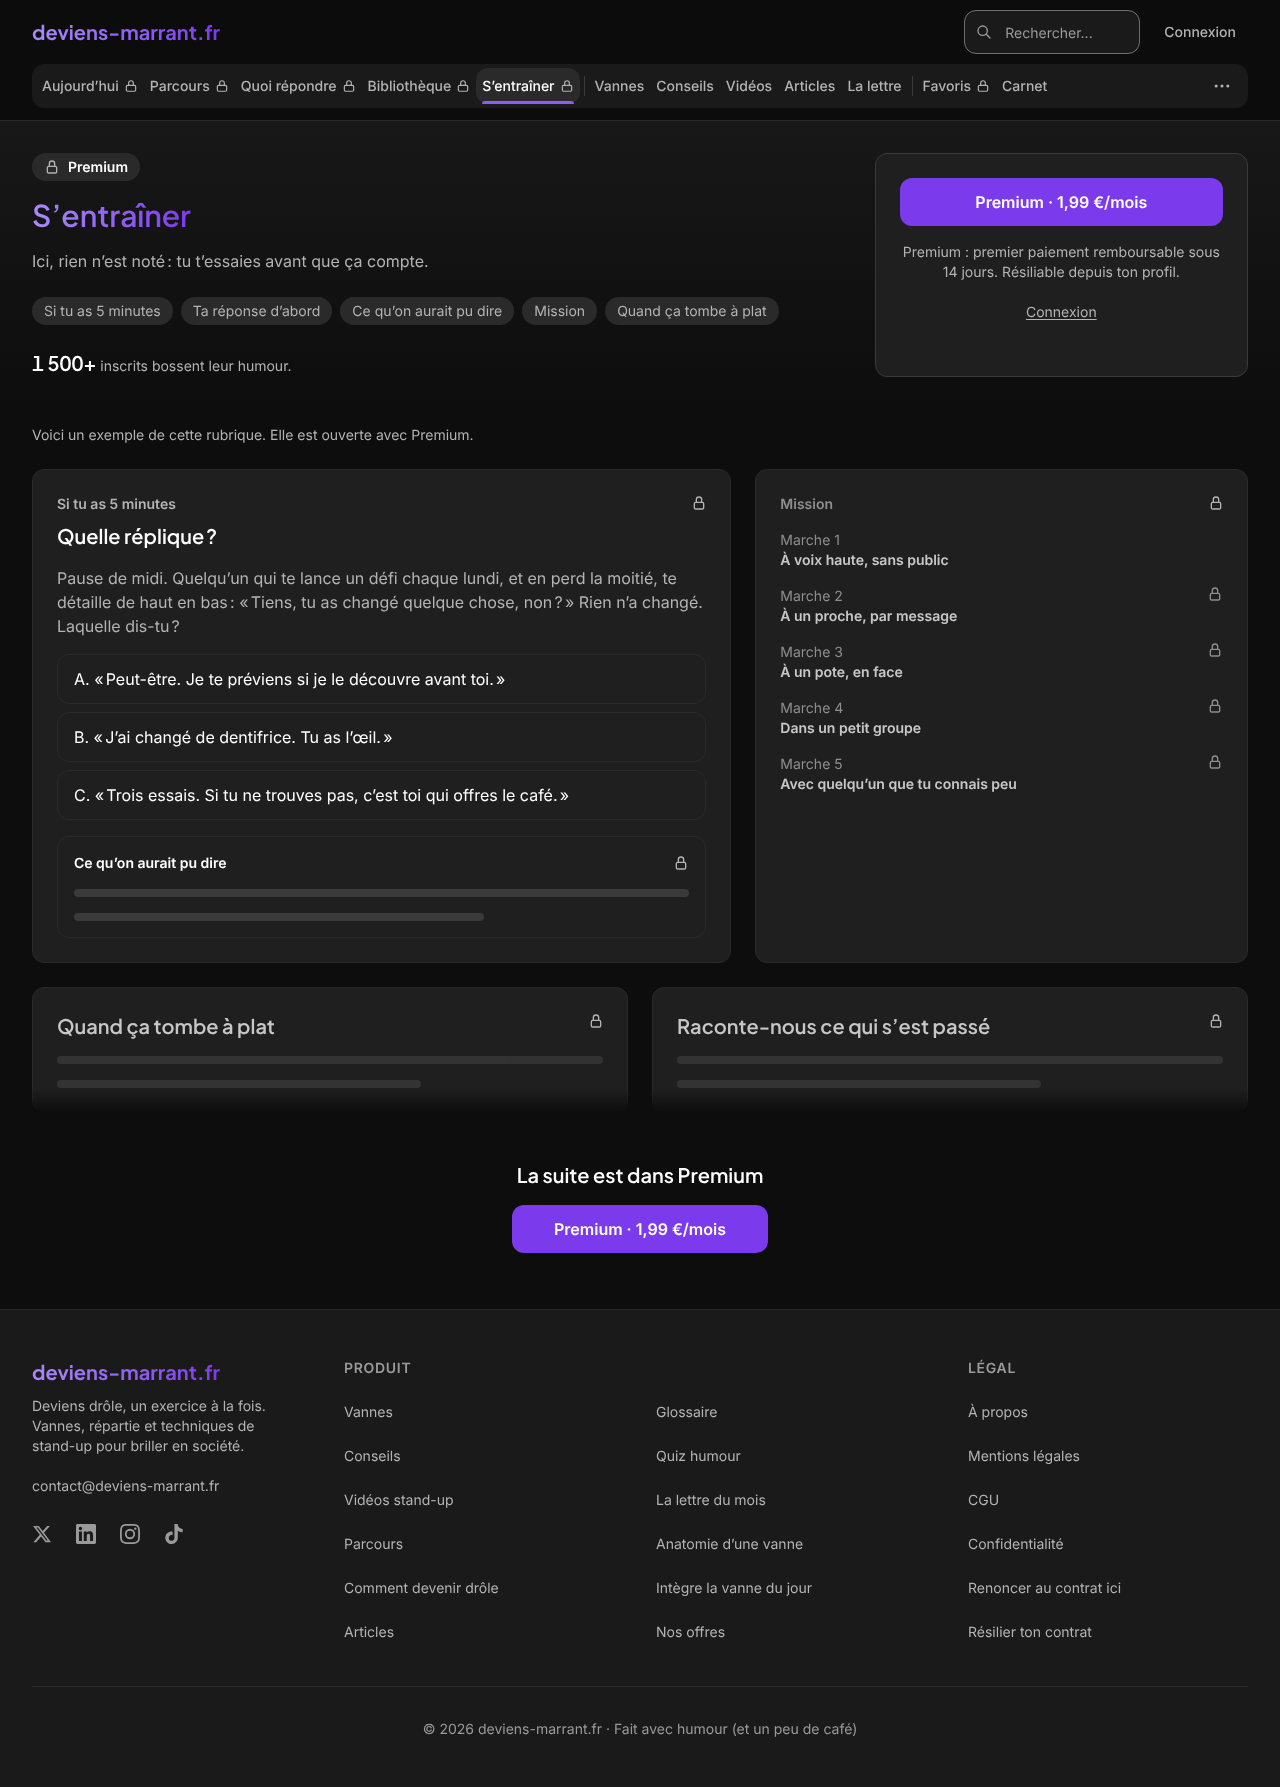 deviens-marrant.fr
Rechercher...
Connexion
Aujourd’hui
Parcours
Quoi répondre
Bibliothèque
S’entraîner
Vannes
Conseils
Vidéos
Articles
La lettre
Favoris
Carnet
Premium
S’entraîner
Ici, rien n’est noté : tu t’essaies avant que ça compte.
Si tu as 5 minutes
Ta réponse d’abord
Ce qu’on aurait pu dire
Mission
Quand ça tombe à plat
1 500+ inscrits bossent leur humour.
Premium · 1,99 €/mois
Premium : premier paiement remboursable sous
14 jours. Résiliable depuis ton profil.
Connexion
Voici un exemple de cette rubrique. Elle est ouverte avec Premium.
Si tu as 5 minutes
Quelle réplique ?
Pause de midi. Quelqu’un qui te lance un défi chaque lundi, et en perd la moitié, te
détaille de haut en bas : « Tiens, tu as changé quelque chose, non ? » Rien n’a changé.
Laquelle dis-tu ?
A. « Peut-être. Je te préviens si je le découvre avant toi. »
B. « J’ai changé de dentifrice. Tu as l’œil. »
C. « Trois essais. Si tu ne trouves pas, c’est toi qui offres le café. »
Ce qu’on aurait pu dire
Mission
Marche 1
À voix haute, sans public
Marche 2
À un proche, par message
Marche 3
À un pote, en face
Marche 4
Dans un petit groupe
Marche 5
Avec quelqu’un que tu connais peu
Quand ça tombe à plat
Raconte-nous ce qui s’est passé
La suite est dans Premium
Premium · 1,99 €/mois
deviens-marrant.fr
Deviens drôle, un exercice à la fois.
Vannes, répartie et techniques de
stand-up pour briller en société.
contact@deviens-marrant.fr
PRODUIT
Vannes
Conseils
Vidéos stand-up
Parcours
Comment devenir drôle
Articles
Glossaire
Quiz humour
La lettre du mois
Anatomie d’une vanne
Intègre la vanne du jour
Nos offres
LÉGAL
À propos
Mentions légales
CGU
Confidentialité
Renoncer au contrat ici
Résilier ton contrat
© 2026 deviens-marrant.fr · Fait avec humour (et un peu de café)